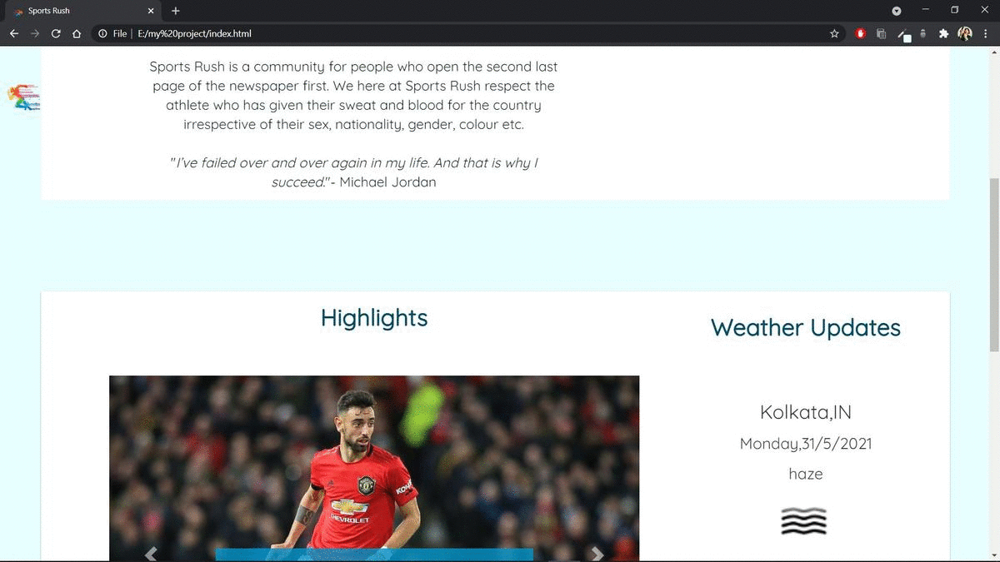 Sports Rush
File
E:/my%20project/index.html
Sports Rush is a community for people who open the second last
page of the newspaper first. We here at Sports Rush respect the
athlete who has given their sweat and blood for the country
irrespective of their sex, nationality, gender, colour etc.
"I've failed over and over again in my life. And that is why I
succeed."- Michael Jordan
Highlights
Weather Updates
Kolkata,IN
Monday,31/5/2021
haze
CHEVROLET